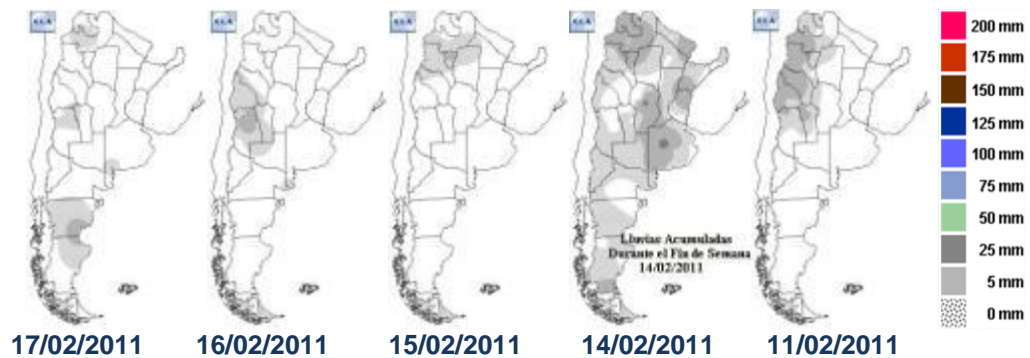 200 mm
175 mm
150 mm
125 mm
100 mm
75 mm
50 mm
25 mm
5 mm
0 mm
Lluvias Acumuladas
Durante el Fin de Semana
14/02/2011
17/02/2011
16/02/2011
15/02/2011
14/02/2011
11/02/2011